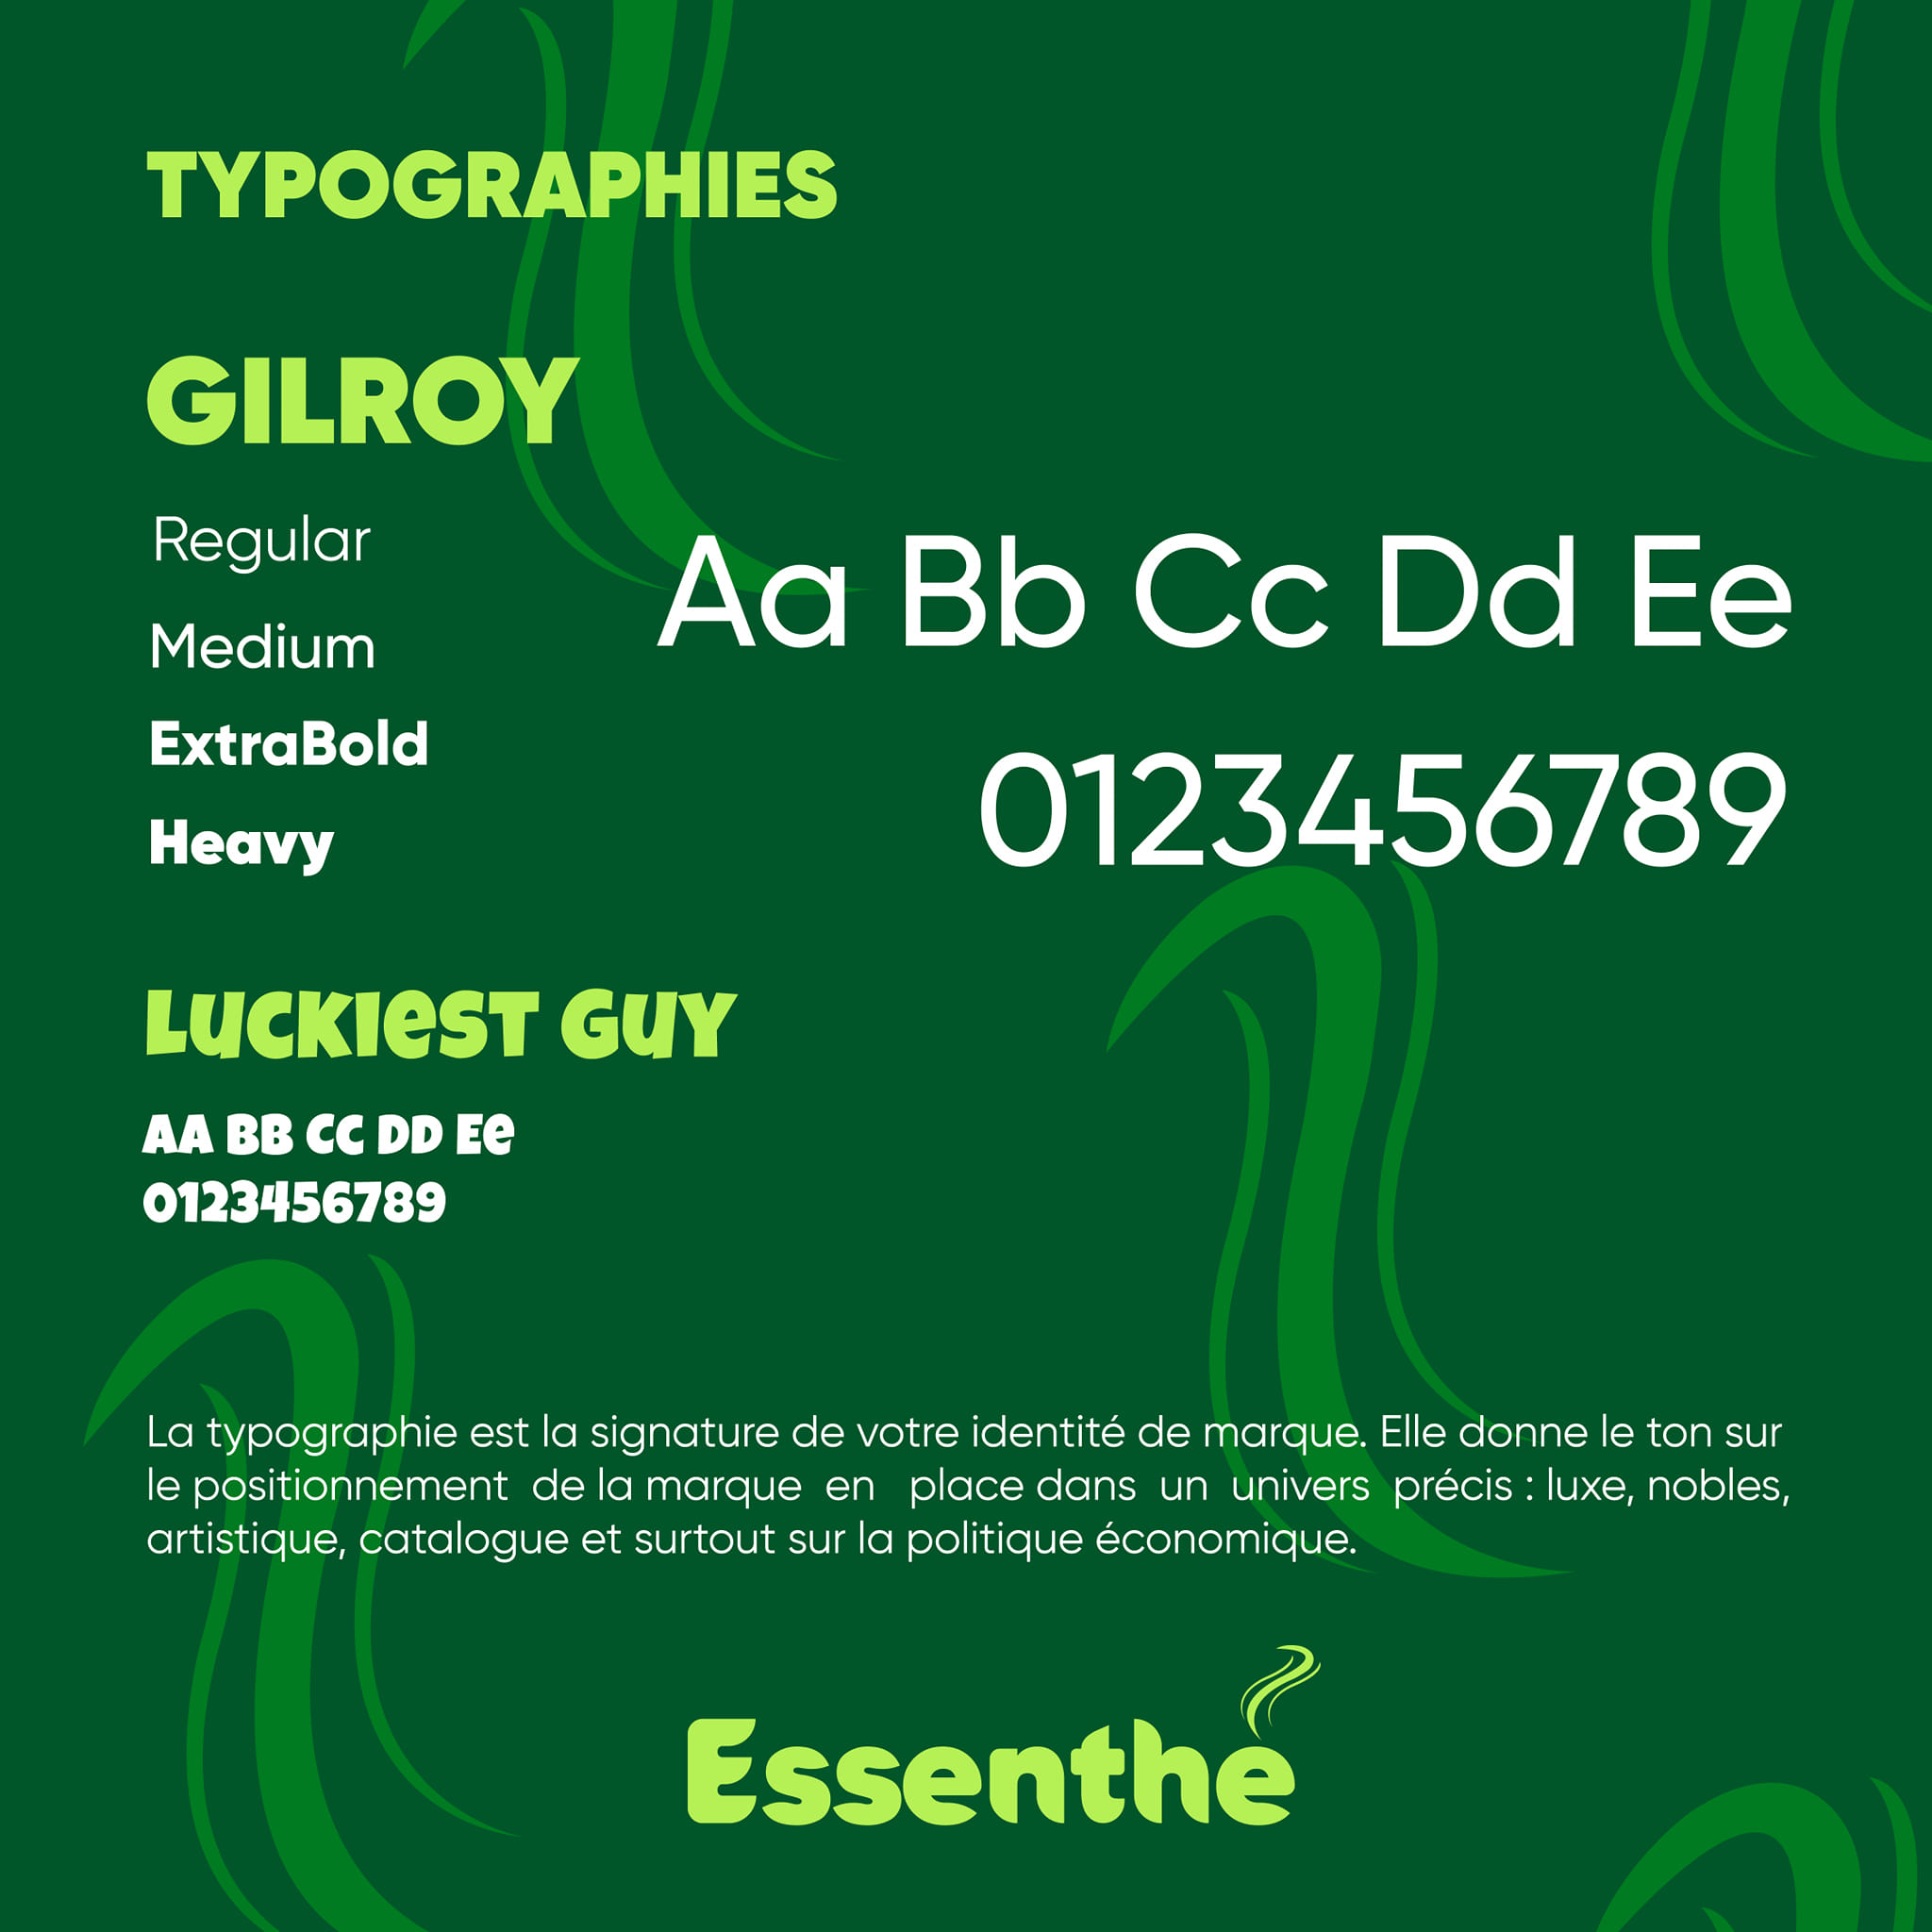 TYPOGRAPHIES
GILROY
Regular
Medium
ExtraBold
Heavy
Aa Bb Cc Dd Ee
0123456789
LuCKIeST GuY
AA BB CC DD Ee
0123456789
La typographie est la signature de votre identité de marque. Elle donne le ton sur
le positionnement de la marque en place dans un univers précis : luxe, nobles,
artistique, catalogue et surtout sur la politique économique.
Essenthe